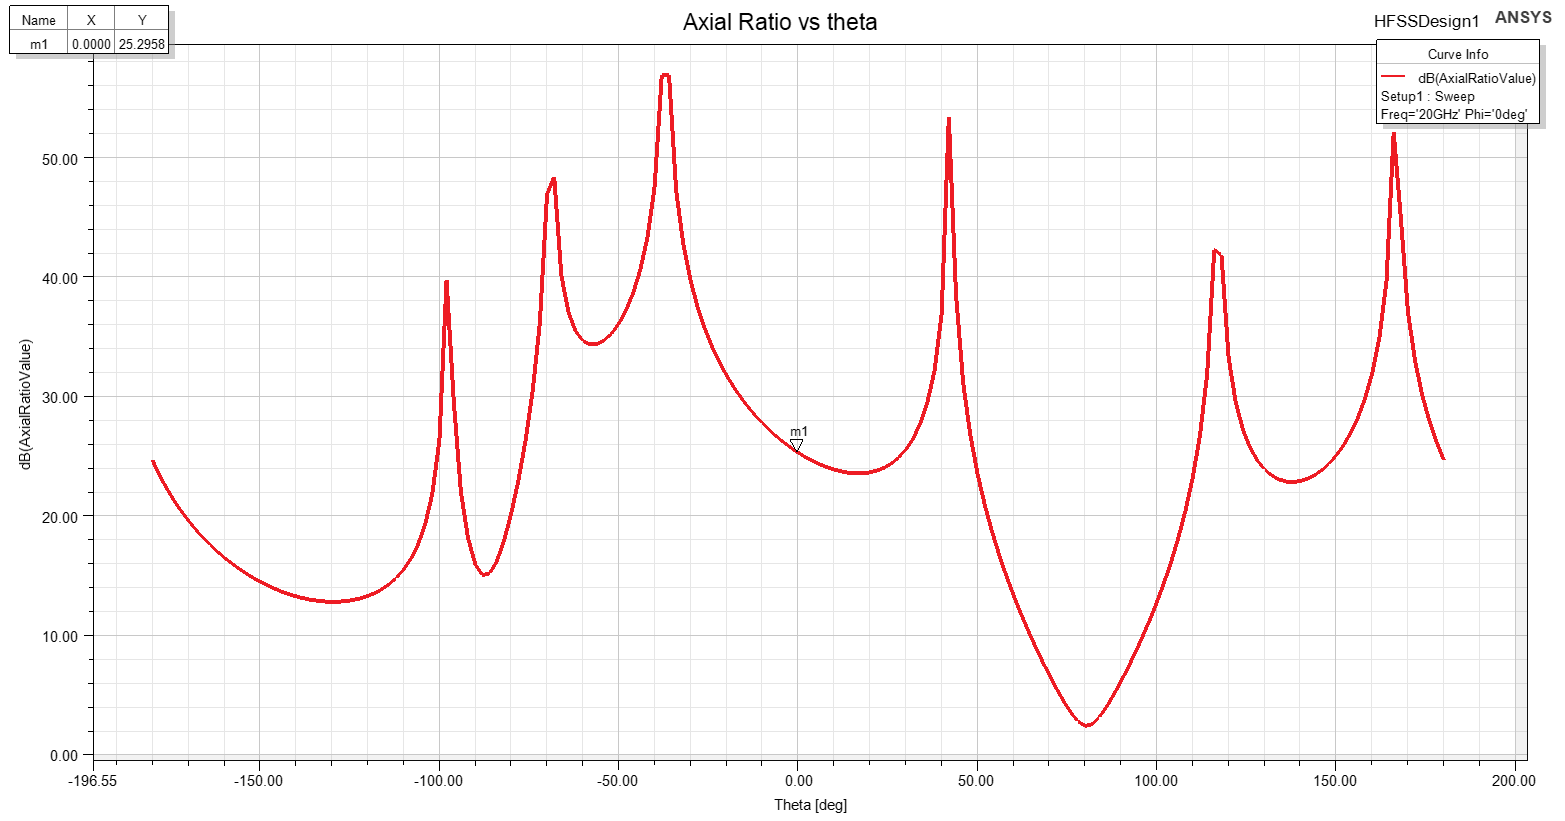 Axial Ratio vs theta
HFSSDesign1
ANSYS
Name X Y
m1 0.0000 25.2958
Curve Info
dB(AxialRatioValue)
Setup1 : Sweep
Freq='20GHz' Phi='0deg'
dB(AxialRatioValue)
50.00
40.00
30.00
20.00
10.00
0.00
m1
-196.55 -150.00 -100.00 -50.00 0.00 50.00 100.00 150.00 200.00
Theta [deg]